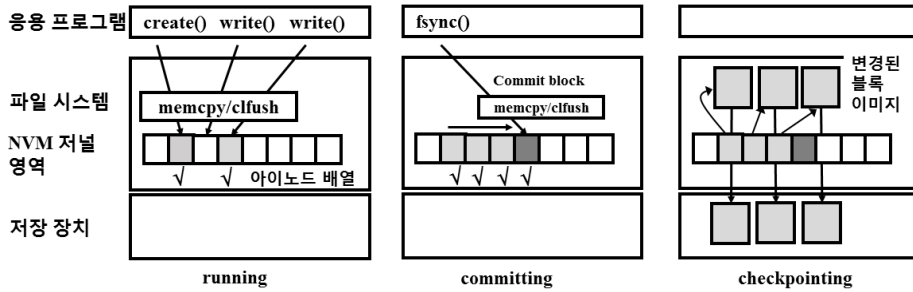 응용 프로그램
create() write() write()
fsync()
파일 시스템
memcpy/clfush
Commit block
memcpy/clfush
변경된
블록
이미지
NVM 저널
영역
√ √
아이노드 배열
√ √ √ √
저장 장치
running
committing
checkpointing